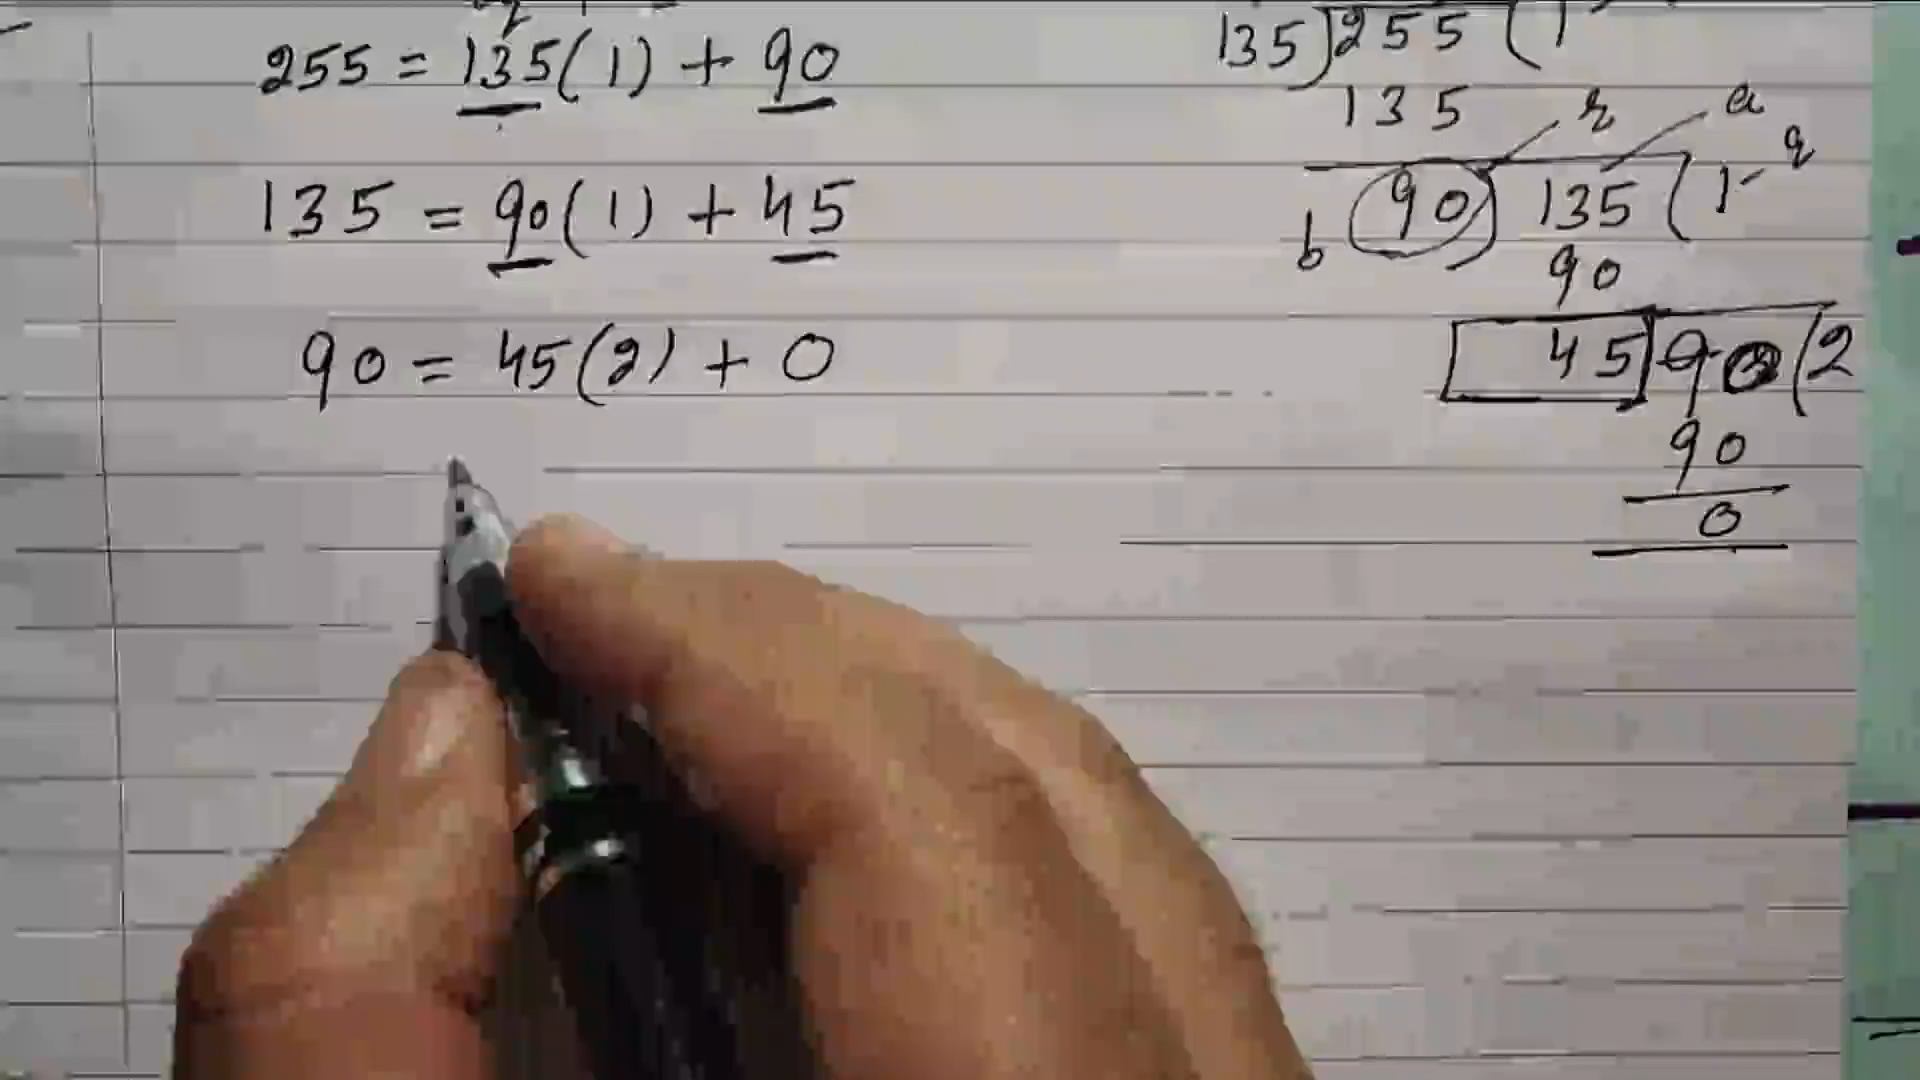 255 = 135(1) + 90
135 = 90(1) + 45
90 = 45(2) + 0
135)255(1
135
r a
b 90)135(1 q
90
45)90(2
90
0